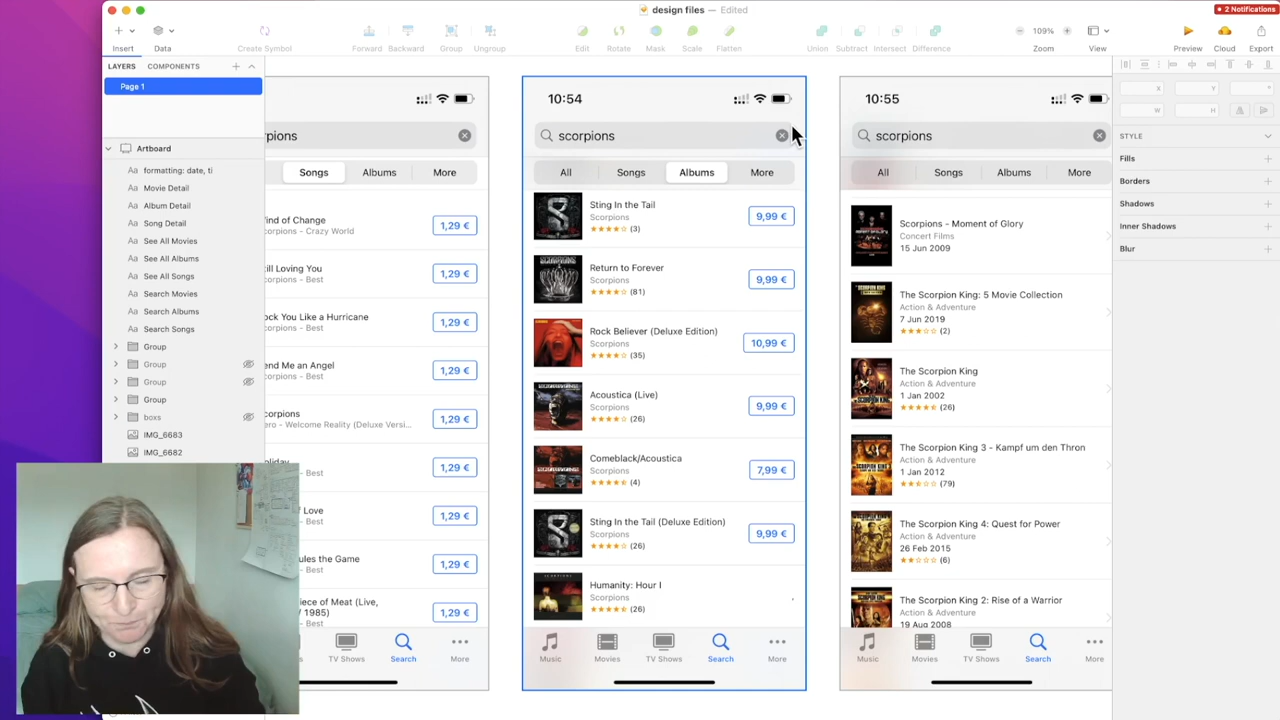 design files — Edited
2 Notifications
Insert
Data
Create Symbol
Forward
Backward
Group
Ungroup
Edit
Rotate
Mask
Scale
Flatten
Union
Subtract
Intersect
Difference
109%
Zoom
View
Preview
Cloud
Export
LAYERS
COMPONENTS
Page 1
Artboard
Aa formatting: date, ti
Aa Movie Detail
Aa Album Detail
Aa Song Detail
Aa See All Movies
Aa See All Albums
Aa See All Songs
Aa Search Movies
Aa Search Albums
Aa Search Songs
Group
Group
Group
Group
boxs
IMG_6683
IMG_6682
pions
Songs
Albums
More
ind of Change
corpions - Crazy World
1,29 €
ill Loving You
corpions - Best
1,29 €
ock You Like a Hurricane
corpions - Best
1,29 €
end Me an Angel
corpions - Best
1,29 €
corpions
ero - Welcome Reality (Deluxe Versi...
1,29 €
oliday
- Best
1,29 €
f Love
- Best
1,29 €
ules the Game
- Best
1,29 €
iece of Meat (Live,
1985)
- Best
1,29 €
TV Shows
Search
More
10:54
scorpions
All
Songs
Albums
More
Sting In the Tail
Scorpions
(3)
9,99 €
Return to Forever
Scorpions
(81)
9,99 €
Rock Believer (Deluxe Edition)
Scorpions
(35)
10,99 €
Acoustica (Live)
Scorpions
(26)
9,99 €
Comeblack/Acoustica
Scorpions
(4)
7,99 €
Sting In the Tail (Deluxe Edition)
Scorpions
(26)
9,99 €
Humanity: Hour I
Scorpions
(26)
Music
Movies
TV Shows
Search
More
10:55
scorpions
All
Songs
Albums
More
Scorpions - Moment of Glory
Concert Films
15 Jun 2009
The Scorpion King: 5 Movie Collection
7 Jun 2019
(2)
The Scorpion King
Action & Adventure
1 Jan 2002
(26)
The Scorpion King 3 - Kampf um den Thron
Action & Adventure
1 Jan 2012
(79)
The Scorpion King 4: Quest for Power
Action & Adventure
26 Feb 2015
(6)
The Scorpion King 2: Rise of a Warrior
Action & Adventure
19 Aug 2008
Music
Movies
TV Shows
Search
More
X
Y
°
W
H
STYLE
Fills
Borders
Shadows
Inner Shadows
Blur